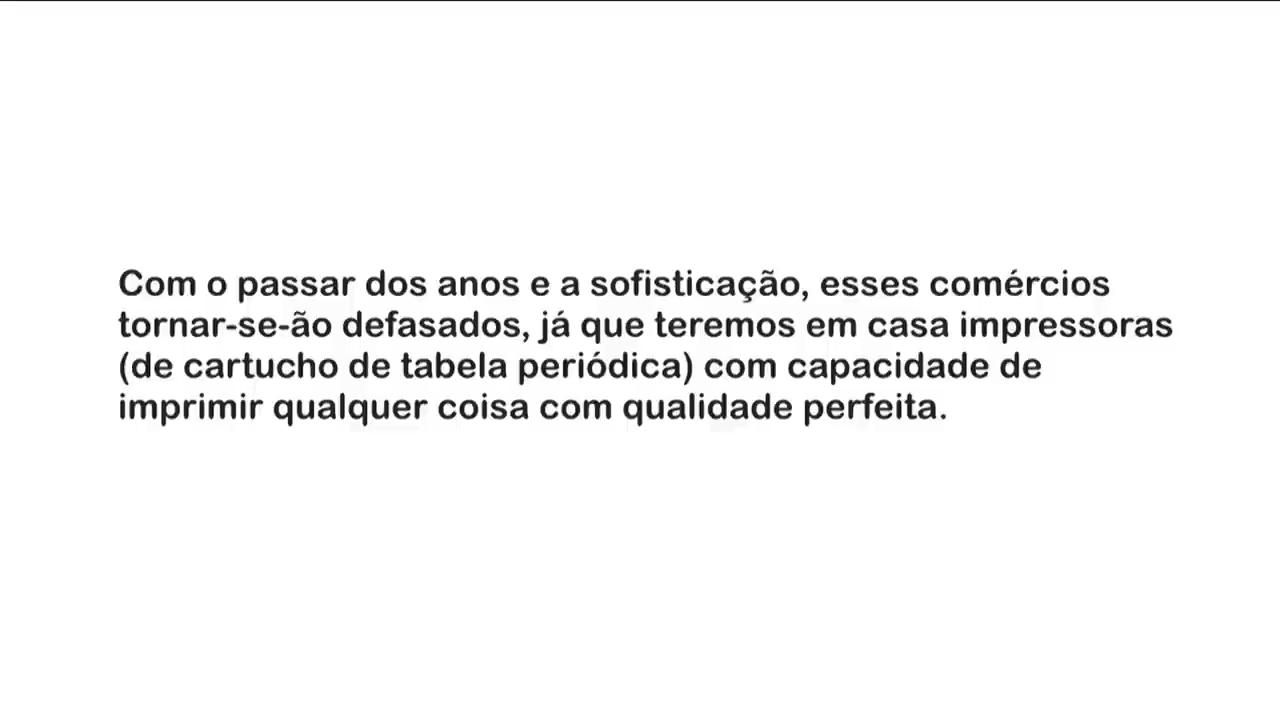 Com o passar dos anos e a sofisticação, esses comércios
tornar-se-ão defasados, já que teremos em casa impressoras
(de cartucho de tabela periódica) com capacidade de
imprimir qualquer coisa com qualidade perfeita.